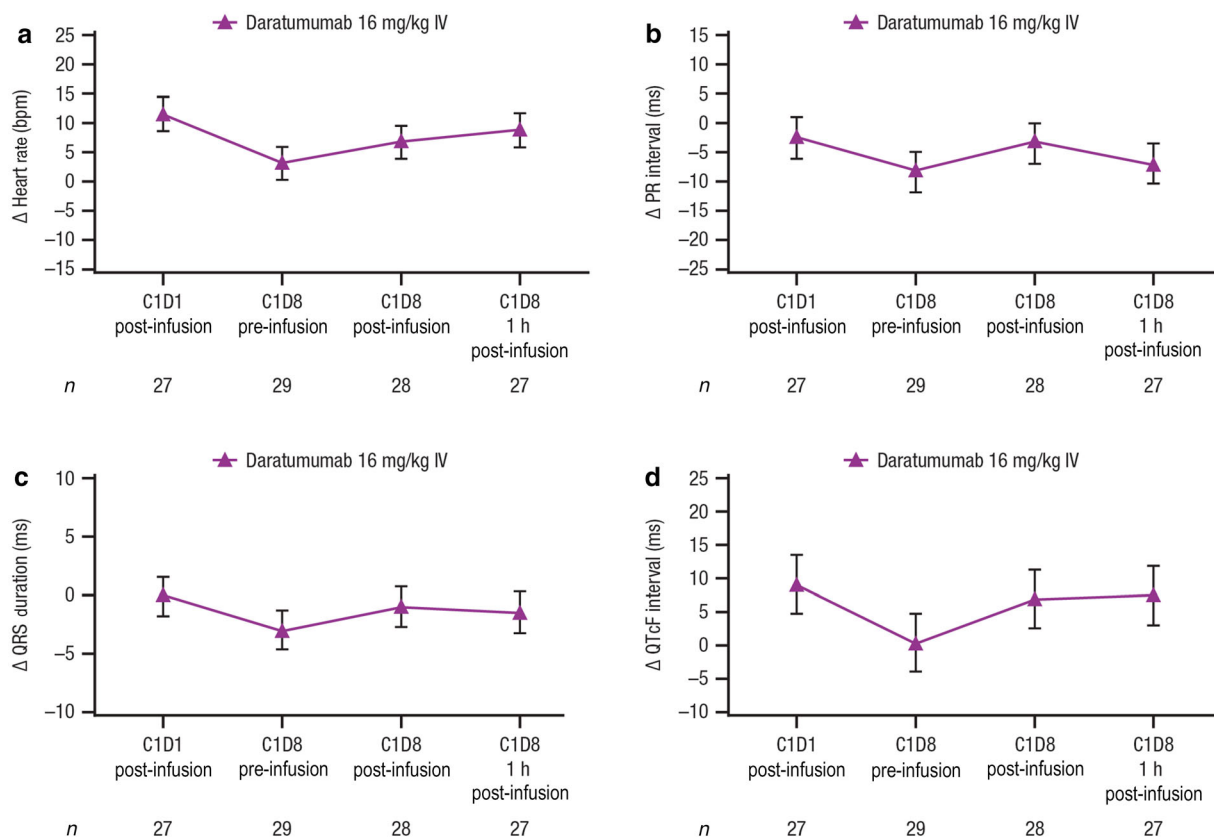 a
Daratumumab 16 mg/kg IV
Δ Heart rate (bpm)
25
20
15
10
5
0
–5
–10
–15
C1D1 post-infusion
C1D8 pre-infusion
C1D8 post-infusion
C1D8 1 h post-infusion
n 27 29 28 27
b
Daratumumab 16 mg/kg IV
Δ PR interval (ms)
15
10
5
0
–5
–10
–15
–20
–25
C1D1 post-infusion
C1D8 pre-infusion
C1D8 post-infusion
C1D8 1 h post-infusion
n 27 29 28 27
c
Daratumumab 16 mg/kg IV
Δ QRS duration (ms)
10
5
0
–5
–10
C1D1 post-infusion
C1D8 pre-infusion
C1D8 post-infusion
C1D8 1 h post-infusion
n 27 29 28 27
d
Daratumumab 16 mg/kg IV
Δ QTcF interval (ms)
25
20
15
10
5
0
–5
–10
C1D1 post-infusion
C1D8 pre-infusion
C1D8 post-infusion
C1D8 1 h post-infusion
n 27 29 28 27